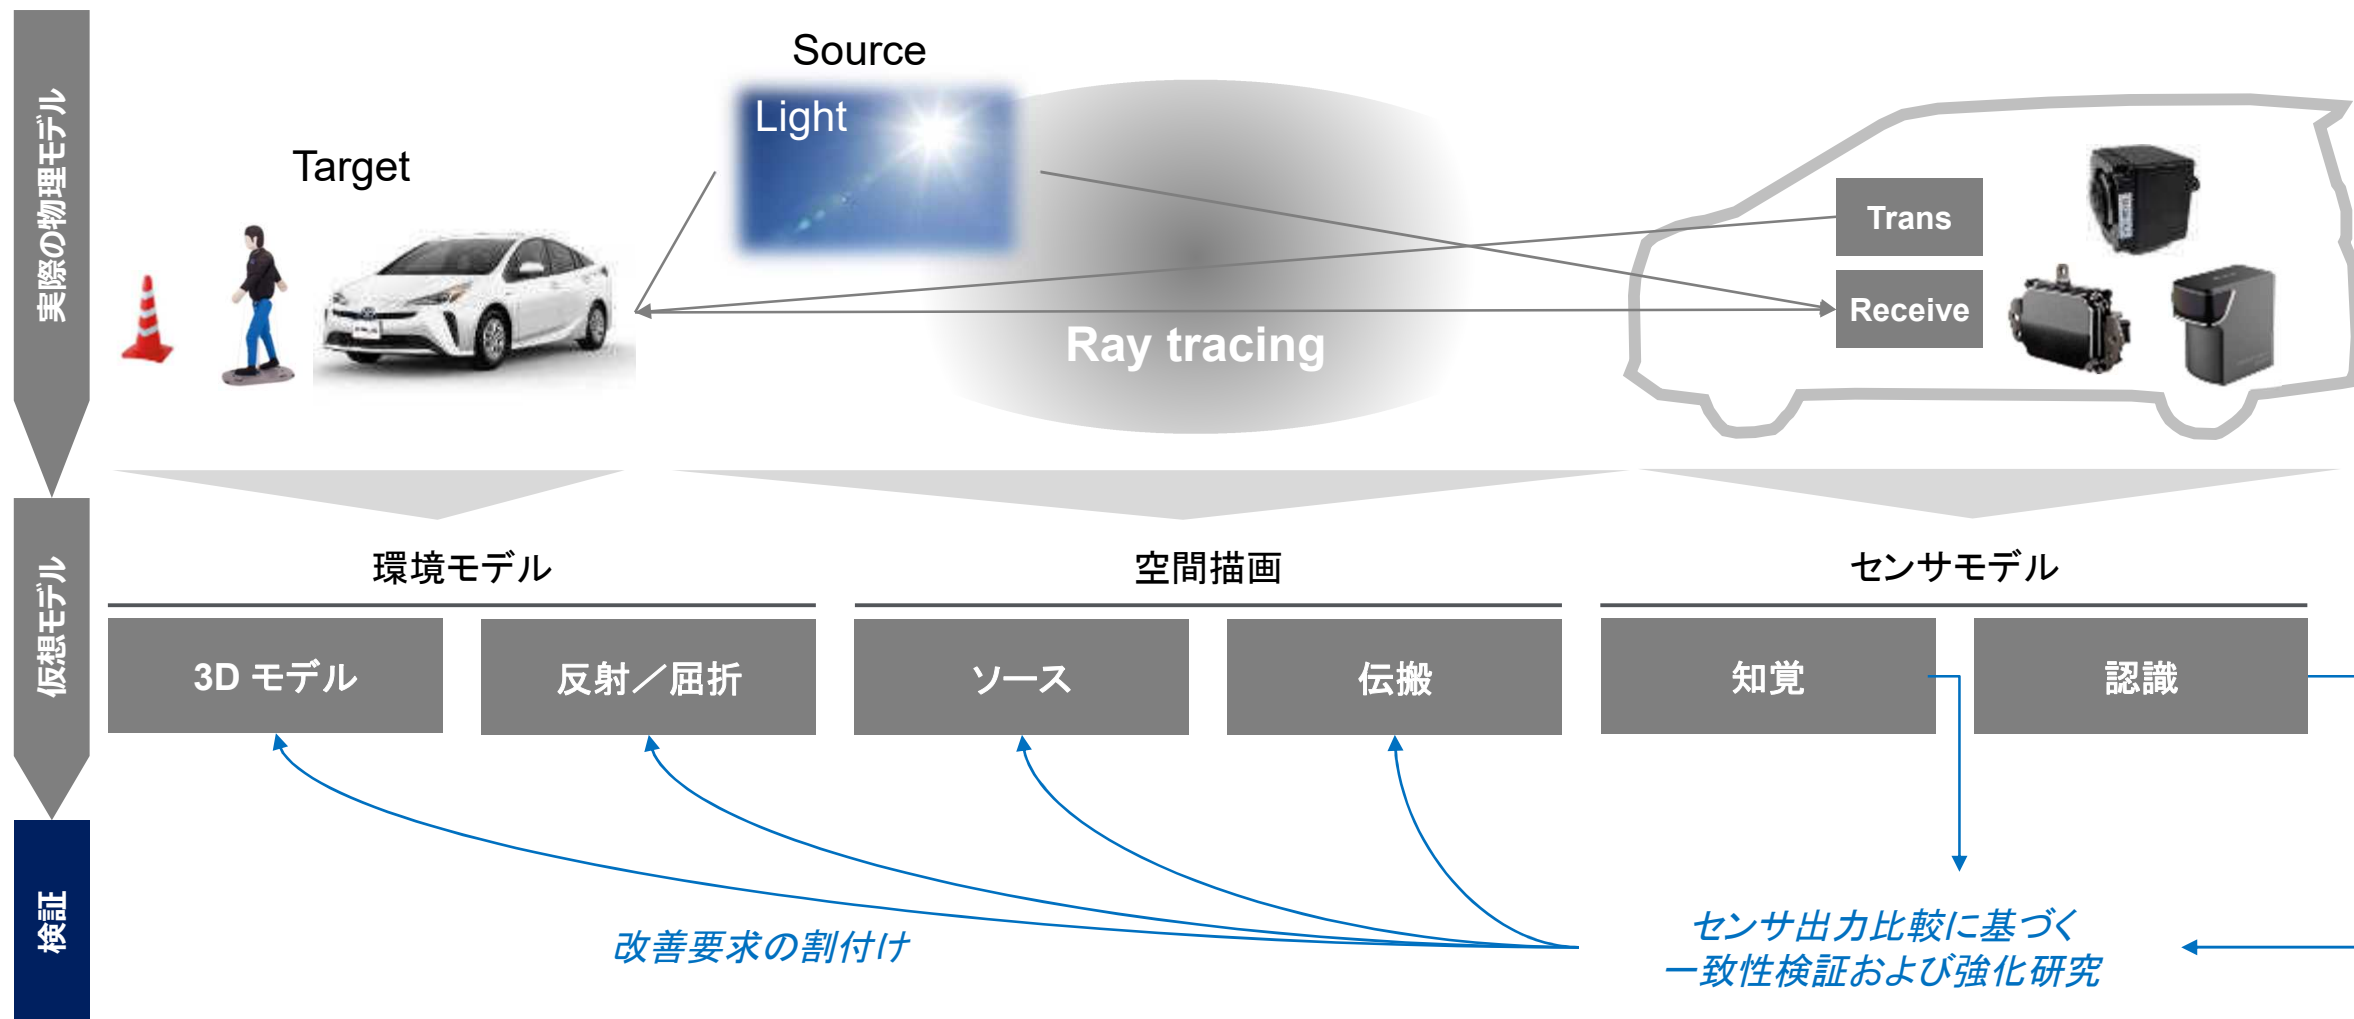 実際の物理モデル
Source
Light
Target
Trans
Receive
Ray tracing
仮想モデル
環境モデル
空間描画
センサモデル
3D モデル
反射／屈折
ソース
伝搬
知覚
認識
検証
改善要求の割付け
センサ出力比較に基づく
一致性検証および強化研究